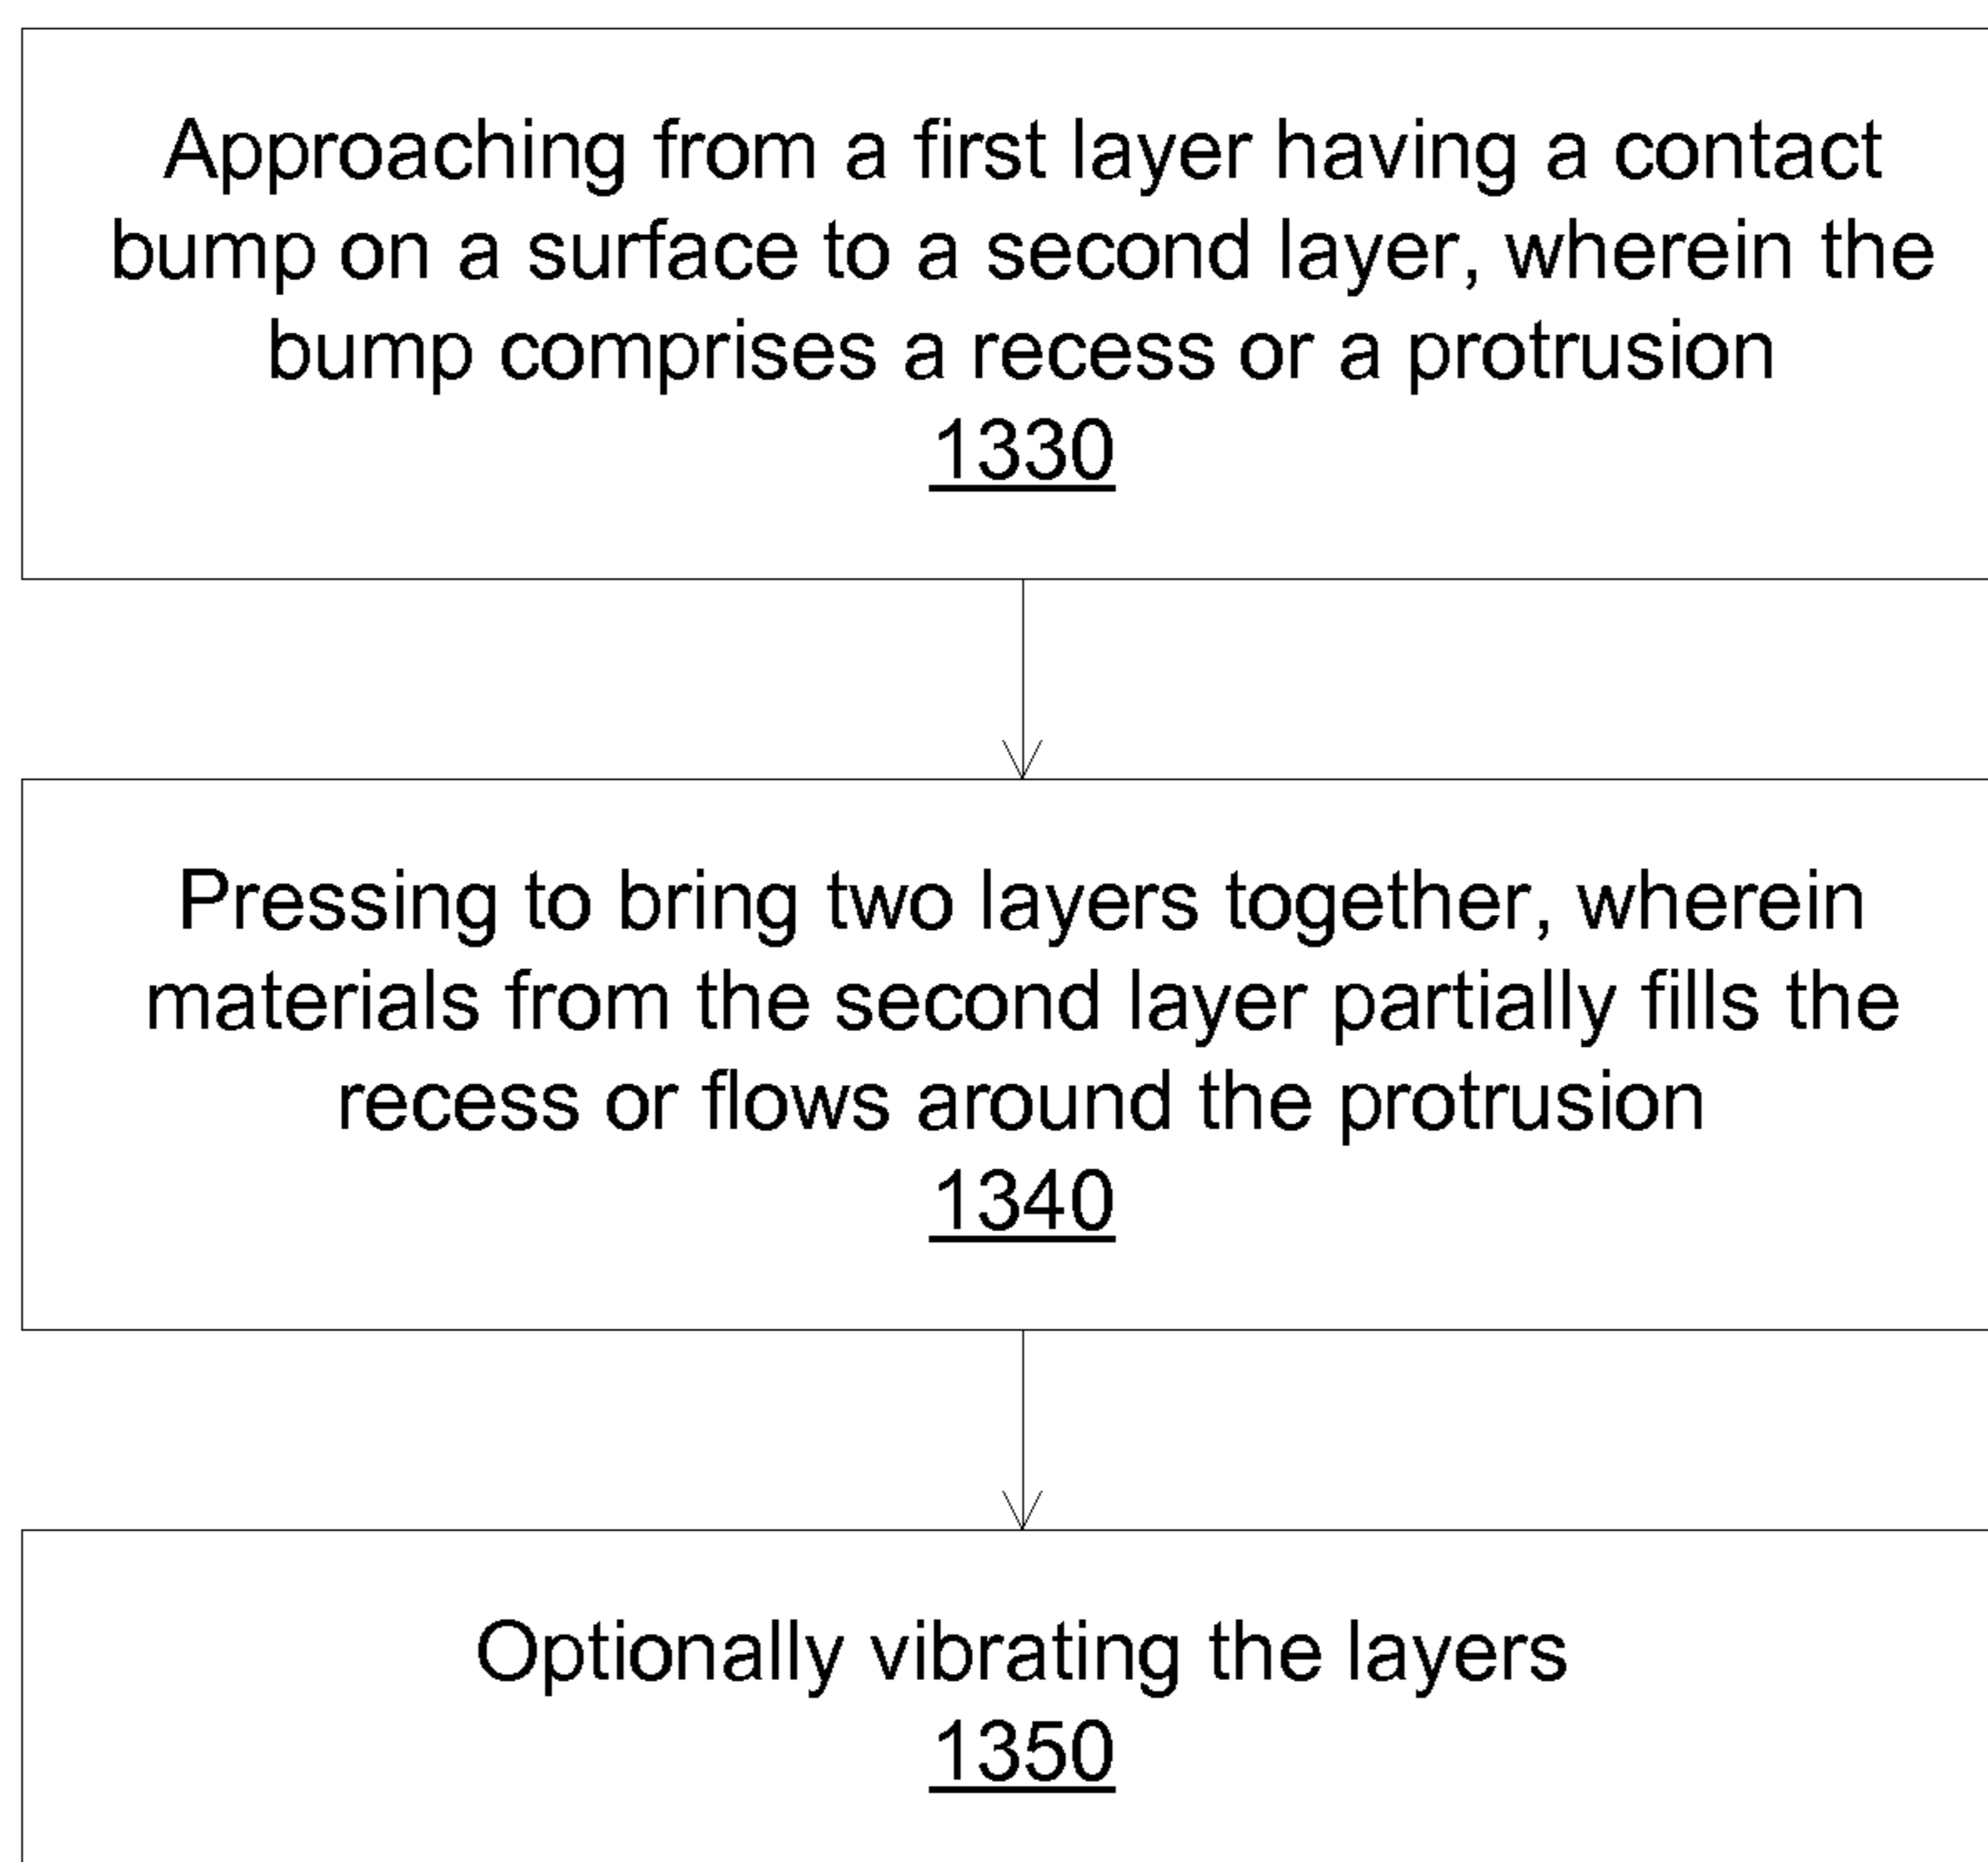 Approaching from a first layer having a contact
bump on a surface to a second layer, wherein the
bump comprises a recess or a protrusion
1330
Pressing to bring two layers together, wherein
materials from the second layer partially fills the
recess or flows around the protrusion
1340
Optionally vibrating the layers
1350